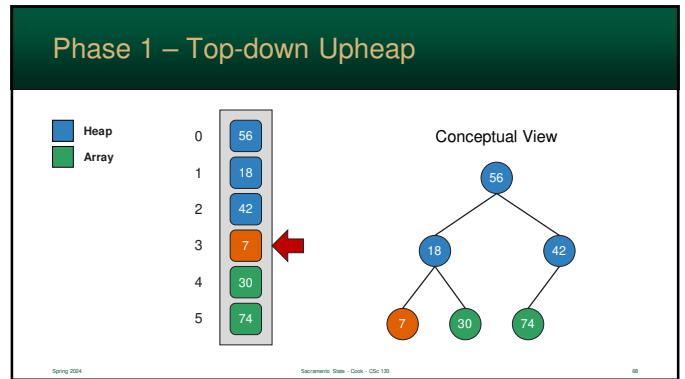 Phase 1 – Top-down Upheap
Heap
Array
0 56
1 18
2 42
3 7
4 30
5 74
Conceptual View
56
18 42
7 30 74
Spring 2024 Sacramento State - Cook - CSc 130 68